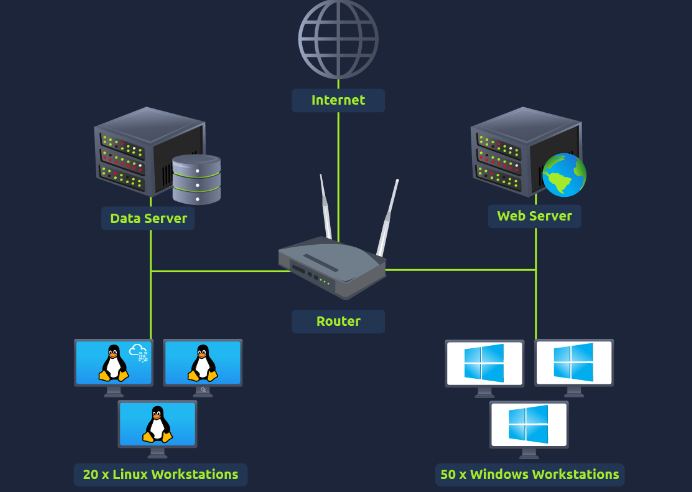 Internet
Data Server
Web Server
Router
20 x Linux Workstations
50 x Windows Workstations